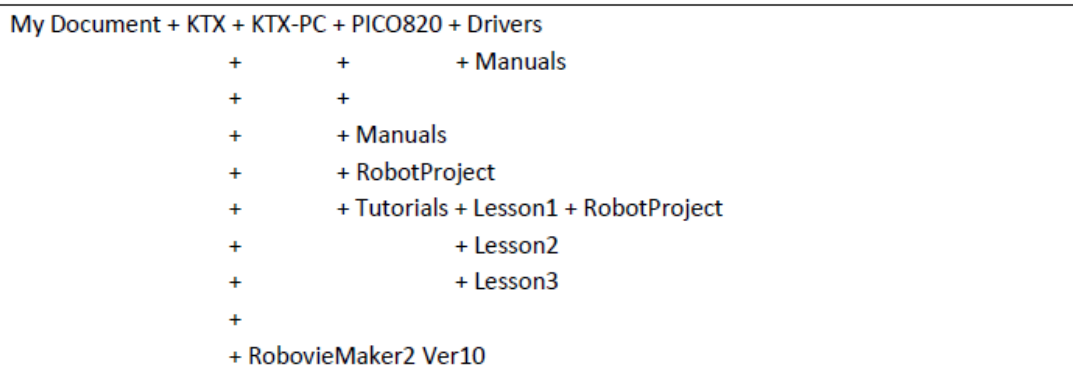 My Document + KTX + KTX-PC + PICO820 + Drivers
+ + + Manuals
+ +
+ + Manuals
+ + RobotProject
+ + Tutorials + Lesson1 + RobotProject
+ + Lesson2
+ + Lesson3
+
+ RobovieMaker2 Ver10